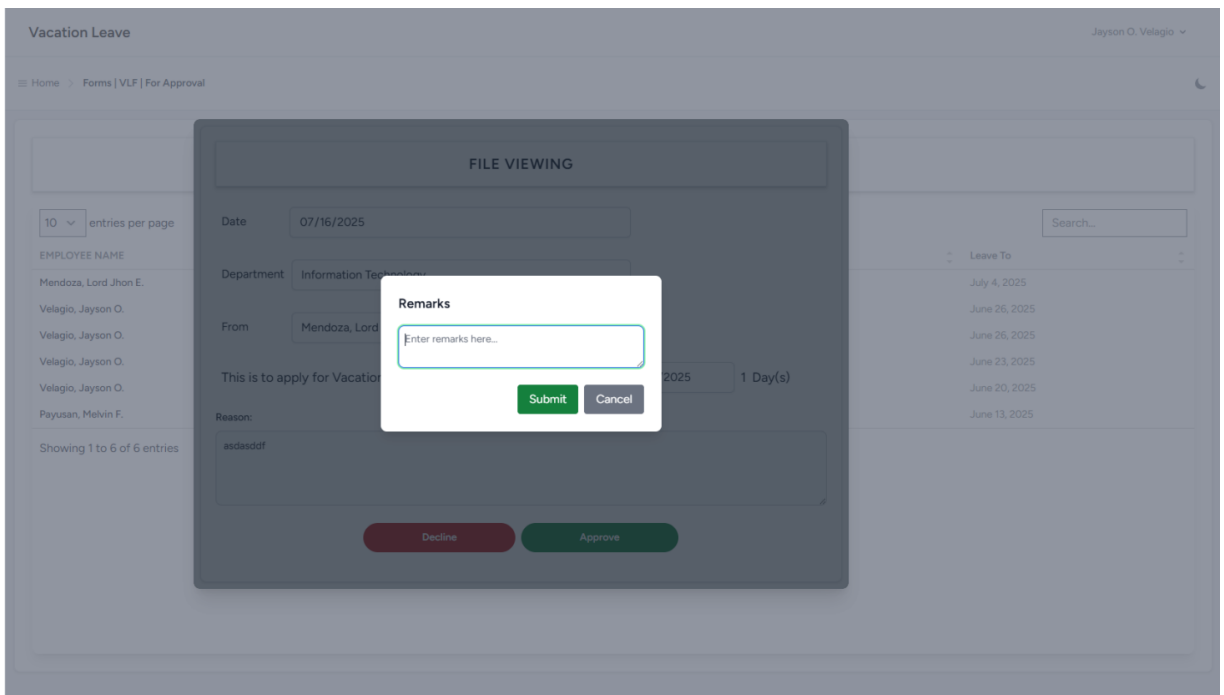 Vacation Leave
Jayson O. Velagio
Home > Forms | VLF | For Approval
FILE VIEWING
10 entries per page
Search...
Date 07/16/2025
EMPLOYEE NAME
Leave To
Department Information Technology
Mendoza, Lord Jhon E.
July 4, 2025
Remarks
Velagio, Jayson O.
June 26, 2025
From Mendoza, Lord
Enter remarks here...
Velagio, Jayson O.
June 26, 2025
Velagio, Jayson O.
June 23, 2025
This is to apply for Vacation
2025 1 Day(s)
Velagio, Jayson O.
June 20, 2025
Submit Cancel
Payusan, Melvin F.
June 13, 2025
Reason:
Showing 1 to 6 of 6 entries
asdasddf
Decline Approve